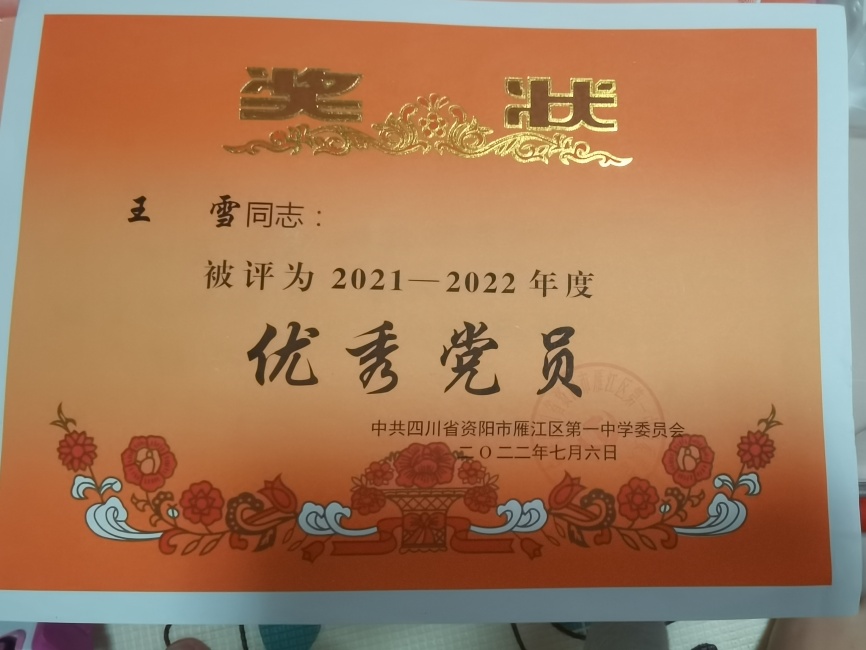 奖 状
王 雪同志：
被评为 2021—2022 年度
优秀党员
中共四川省资阳市雁江区第一中学委员会
二〇二二年七月六日